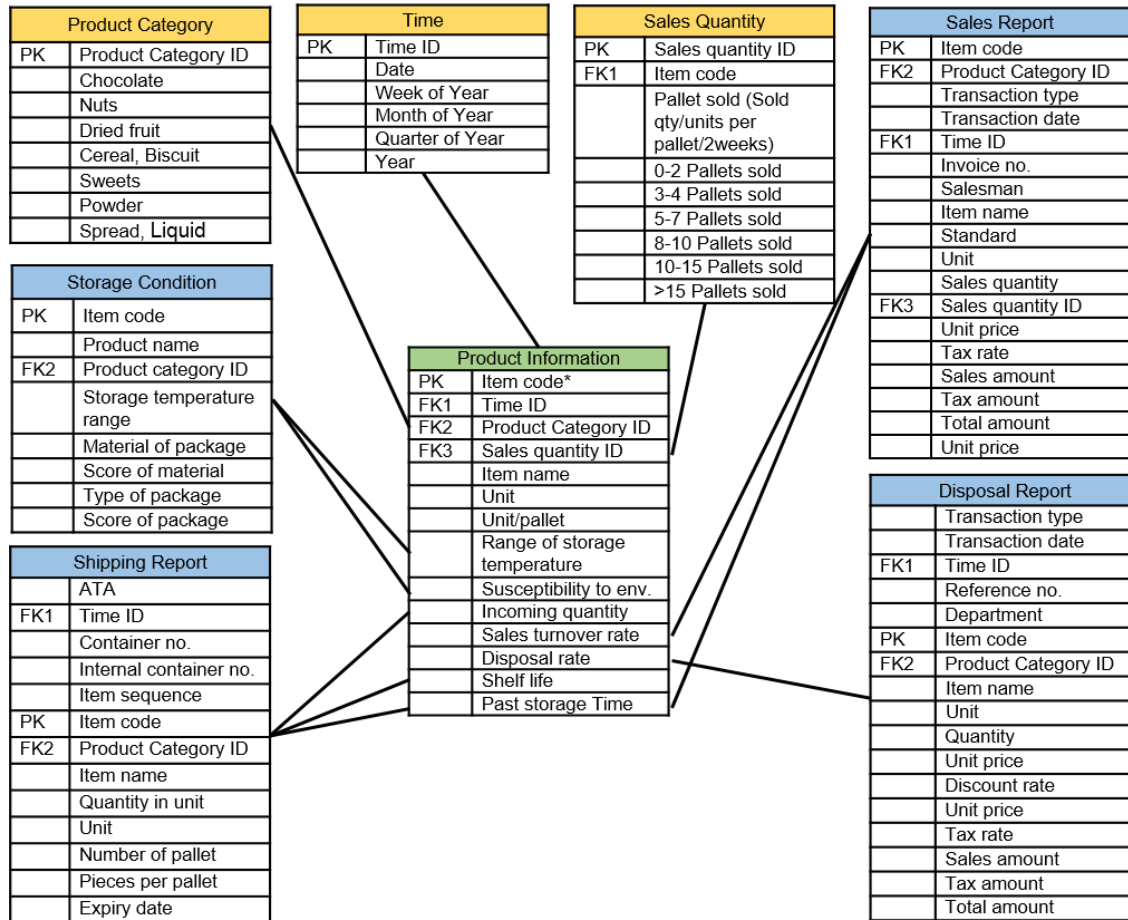 Product Category
PK Product Category ID
Chocolate
Nuts
Dried fruit
Cereal, Biscuit
Sweets
Powder
Spread, Liquid
Time
PK Time ID
Date
Week of Year
Month of Year
Quarter of Year
Year
Sales Quantity
PK Sales quantity ID
FK1 Item code
Pallet sold (Sold
qty/units per
pallet/2weeks)
0-2 Pallets sold
3-4 Pallets sold
5-7 Pallets sold
8-10 Pallets sold
10-15 Pallets sold
>15 Pallets sold
Sales Report
PK Item code
FK2 Product Category ID
Transaction type
Transaction date
FK1 Time ID
Invoice no.
Salesman
Item name
Standard
Unit
Sales quantity
FK3 Sales quantity ID
Unit price
Tax rate
Sales amount
Tax amount
Total amount
Unit price
Storage Condition
PK Item code
Product name
FK2 Product category ID
Storage temperature
range
Material of package
Score of material
Type of package
Score of package
Product Information
PK Item code*
FK1 Time ID
FK2 Product Category ID
FK3 Sales quantity ID
Item name
Unit
Unit/pallet
Range of storage
temperature
Susceptibility to env.
Incoming quantity
Sales turnover rate
Disposal rate
Shelf life
Past storage Time
Shipping Report
ATA
FK1 Time ID
Container no.
Internal container no.
Item sequence
PK Item code
FK2 Product Category ID
Item name
Quantity in unit
Unit
Number of pallet
Pieces per pallet
Expiry date
Disposal Report
Transaction type
Transaction date
FK1 Time ID
Reference no.
Department
PK Item code
FK2 Product Category ID
Item name
Unit
Quantity
Unit price
Discount rate
Unit price
Tax rate
Sales amount
Tax amount
Total amount